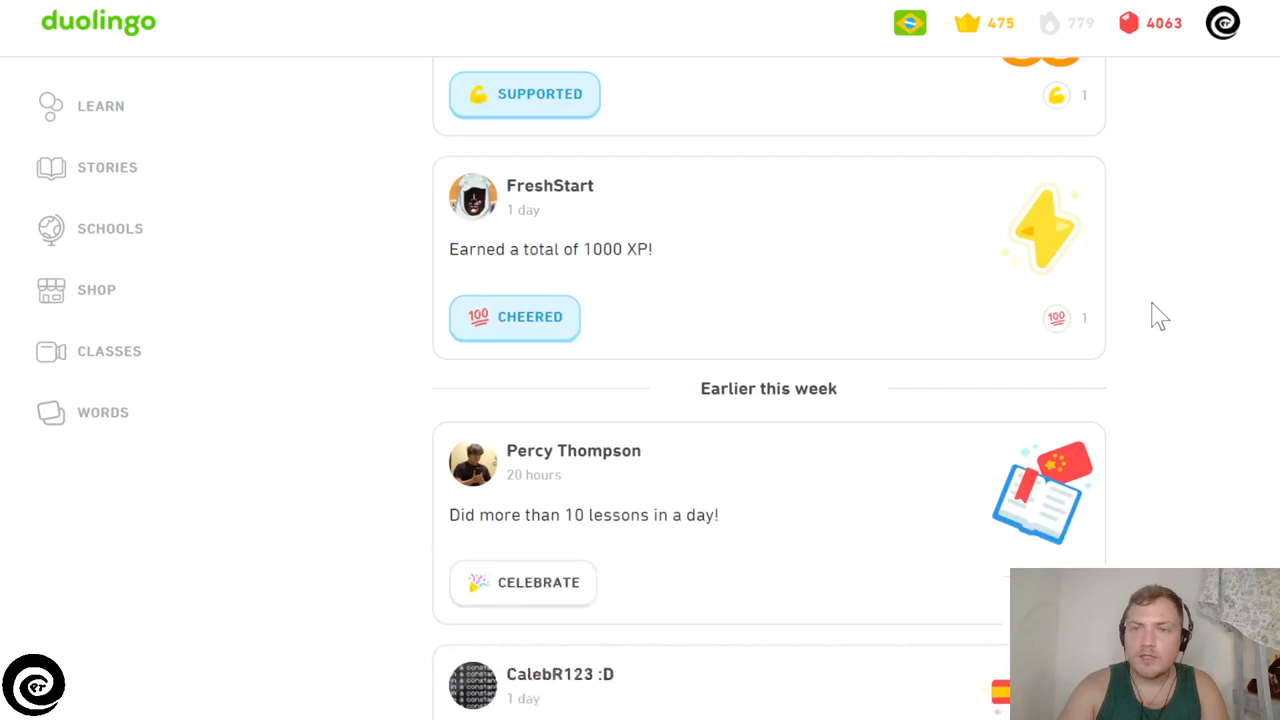 duolingo
475
779
4063
LEARN
STORIES
SCHOOLS
SHOP
CLASSES
WORDS
SUPPORTED
1
FreshStart
1 day
Earned a total of 1000 XP!
100 CHEERED
100 1
Earlier this week
Percy Thompson
20 hours
Did more than 10 lessons in a day!
CELEBRATE
CalebR123 :D
1 day